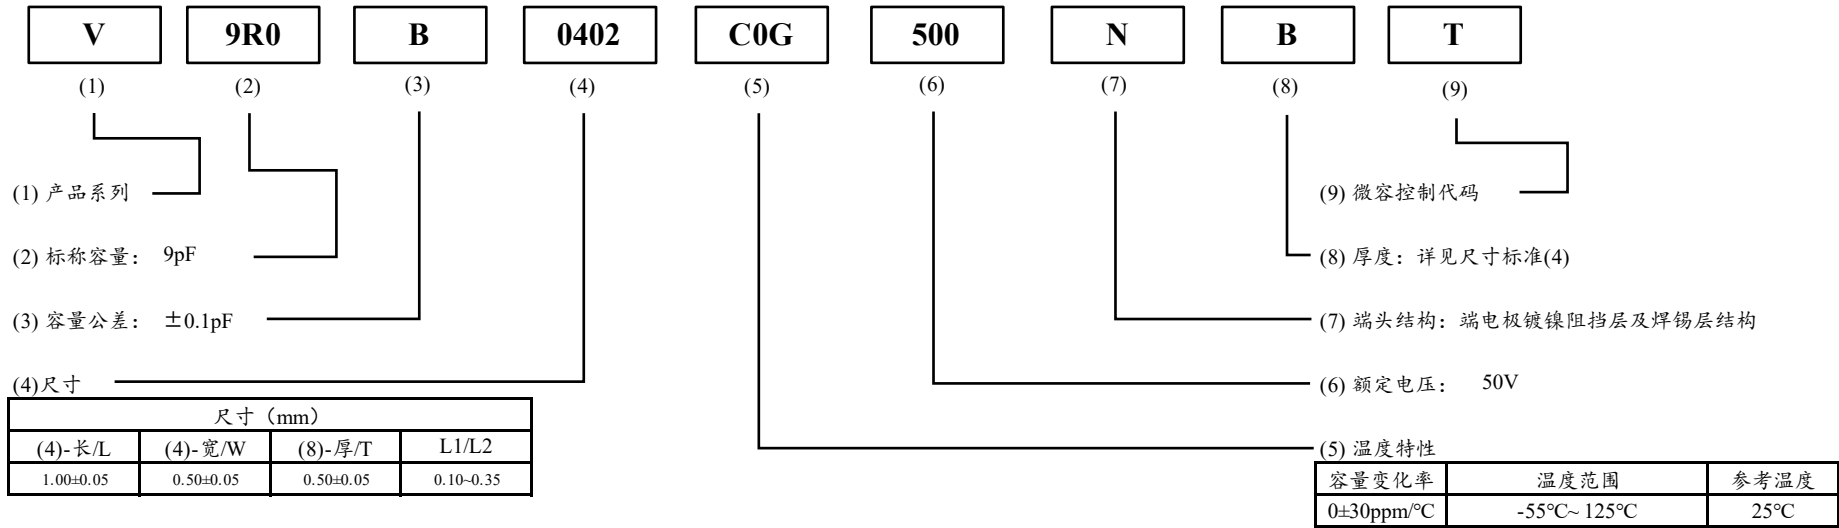 V 9R0 B 0402 C0G 500 N B T
(1) (2) (3) (4) (5) (6) (7) (8) (9)
(1) 产品系列
(9) 微容控制代码
(2) 标称容量： 9pF
(8) 厚度：详见尺寸标准(4)
(3) 容量公差： ±0.1pF
(7) 端头结构：端电极镀镍阻挡层及焊锡层结构
(4)尺寸
(6) 额定电压： 50V
尺寸（mm）
(4)-长/L (4)-宽/W (8)-厚/T L1/L2
1.00±0.05 0.50±0.05 0.50±0.05 0.10~0.35
(5) 温度特性
容量变化率 温度范围 参考温度
0±30ppm/°C -55°C~ 125°C 25°C